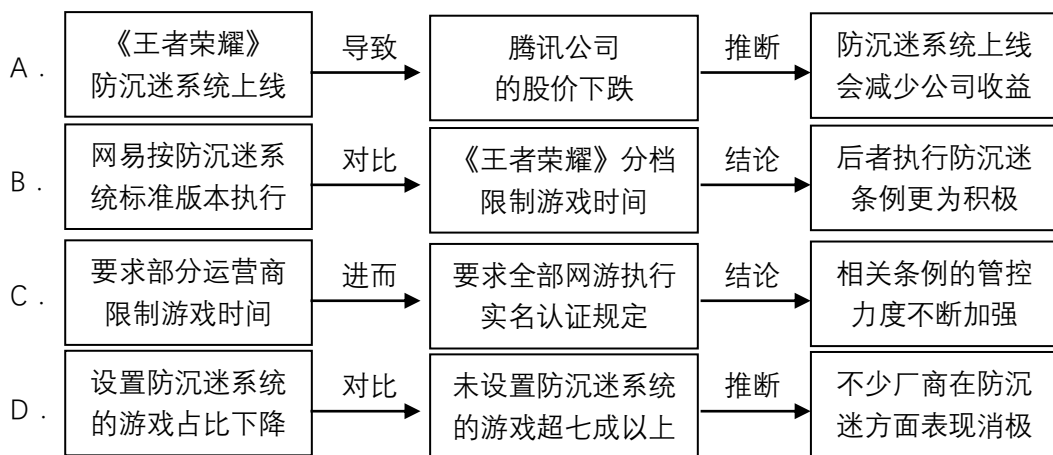 A． 《王者荣耀》 导致 腾讯公司 推断 防沉迷系统上线
防沉迷系统上线 的股价下跌 会减少公司收益
B． 网易按防沉迷系 对比 《王者荣耀》分档 结论 后者执行防沉迷
统标准版本执行 限制游戏时间 条例更为积极
C． 要求部分运营商 进而 要求全部网游执行 结论 相关条例的管控
限制游戏时间 实名认证规定 力度不断加强
D． 设置防沉迷系统 对比 未设置防沉迷系统 推断 不少厂商在防沉
的游戏占比下降 的游戏超七成以上 迷方面表现消极